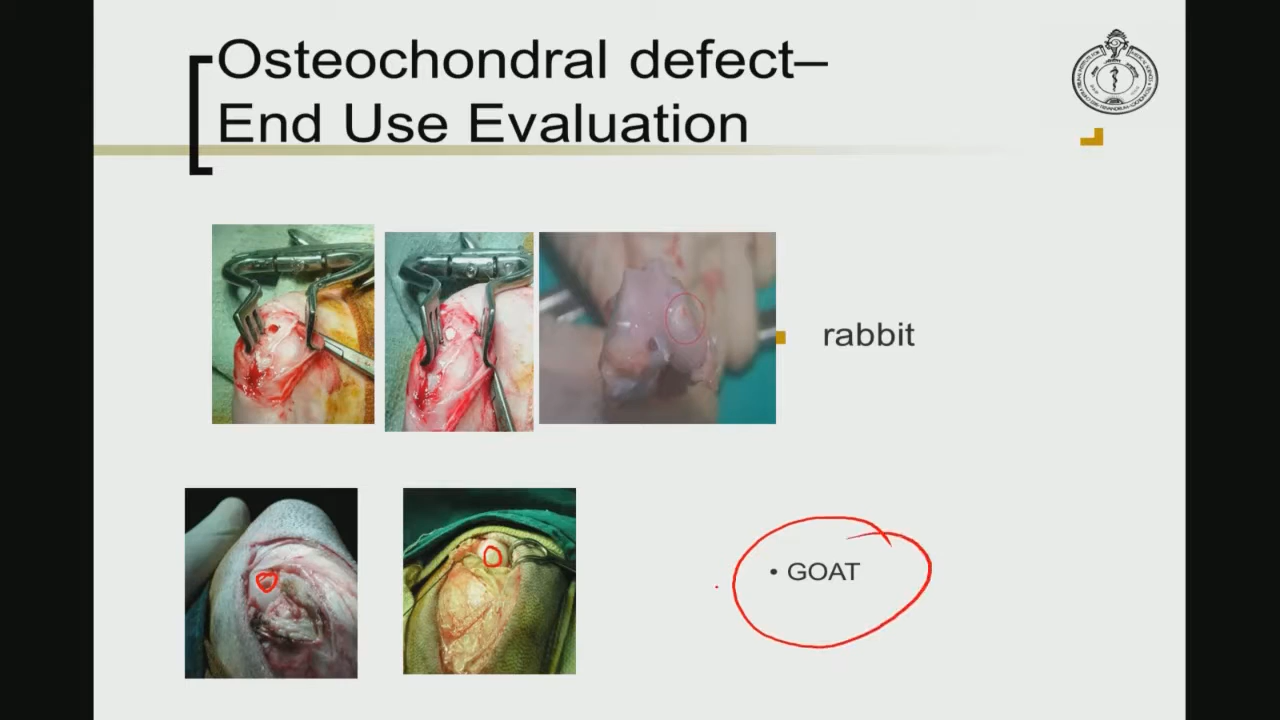 Osteochondral defect–
End Use Evaluation
rabbit
• GOAT